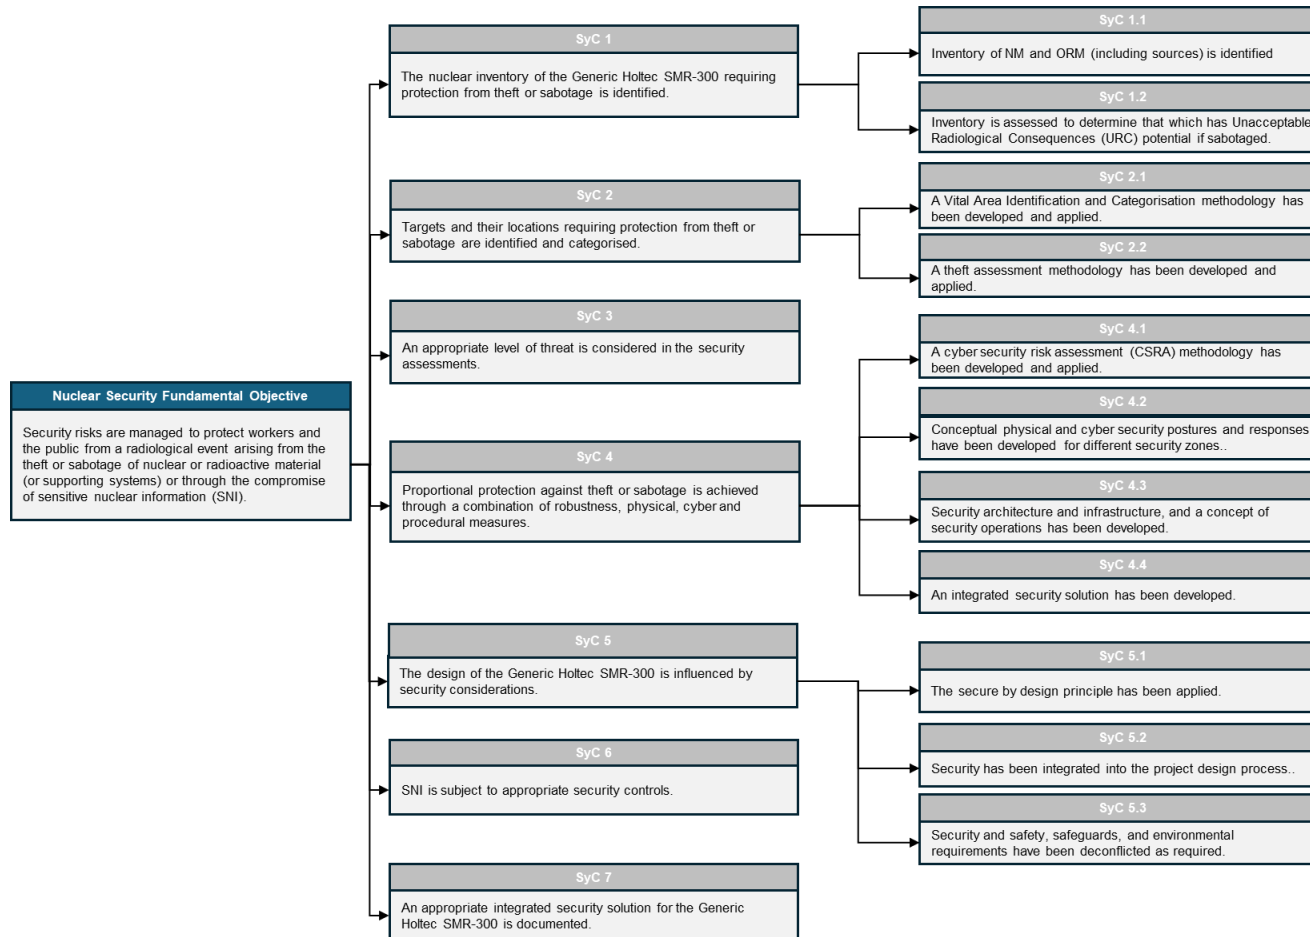 Nuclear Security Fundamental Objective
Security risks are managed to protect workers and
the public from a radiological event arising from the
theft or sabotage of nuclear or radioactive material
(or supporting systems) or through the compromise
of sensitive nuclear information (SNI).
SyC 1
The nuclear inventory of the Generic Holtec SMR-300 requiring
protection from theft or sabotage is identified.
SyC 1.1
Inventory of NM and ORM (including sources) is identified
SyC 1.2
Inventory is assessed to determine that which has Unacceptable
Radiological Consequences (URC) potential if sabotaged.
SyC 2
Targets and their locations requiring protection from theft or
sabotage are identified and categorised.
SyC 2.1
A Vital Area Identification and Categorisation methodology has
been developed and applied.
SyC 2.2
A theft assessment methodology has been developed and
applied.
SyC 3
An appropriate level of threat is considered in the security
assessments.
SyC 4
Proportional protection against theft or sabotage is achieved
through a combination of robustness, physical, cyber and
procedural measures.
SyC 4.1
A cyber security risk assessment (CSRA) methodology has
been developed and applied.
SyC 4.2
Conceptual physical and cyber security postures and responses
have been developed for different security zones..
SyC 4.3
Security architecture and infrastructure, and a concept of
security operations has been developed.
SyC 4.4
An integrated security solution has been developed.
SyC 5
The design of the Generic Holtec SMR-300 is influenced by
security considerations.
SyC 5.1
The secure by design principle has been applied.
SyC 5.2
Security has been integrated into the project design process..
SyC 5.3
Security and safety, safeguards, and environmental
requirements have been deconflicted as required.
SyC 6
SNI is subject to appropriate security controls.
SyC 7
An appropriate integrated security solution for the Generic
Holtec SMR-300 is documented.